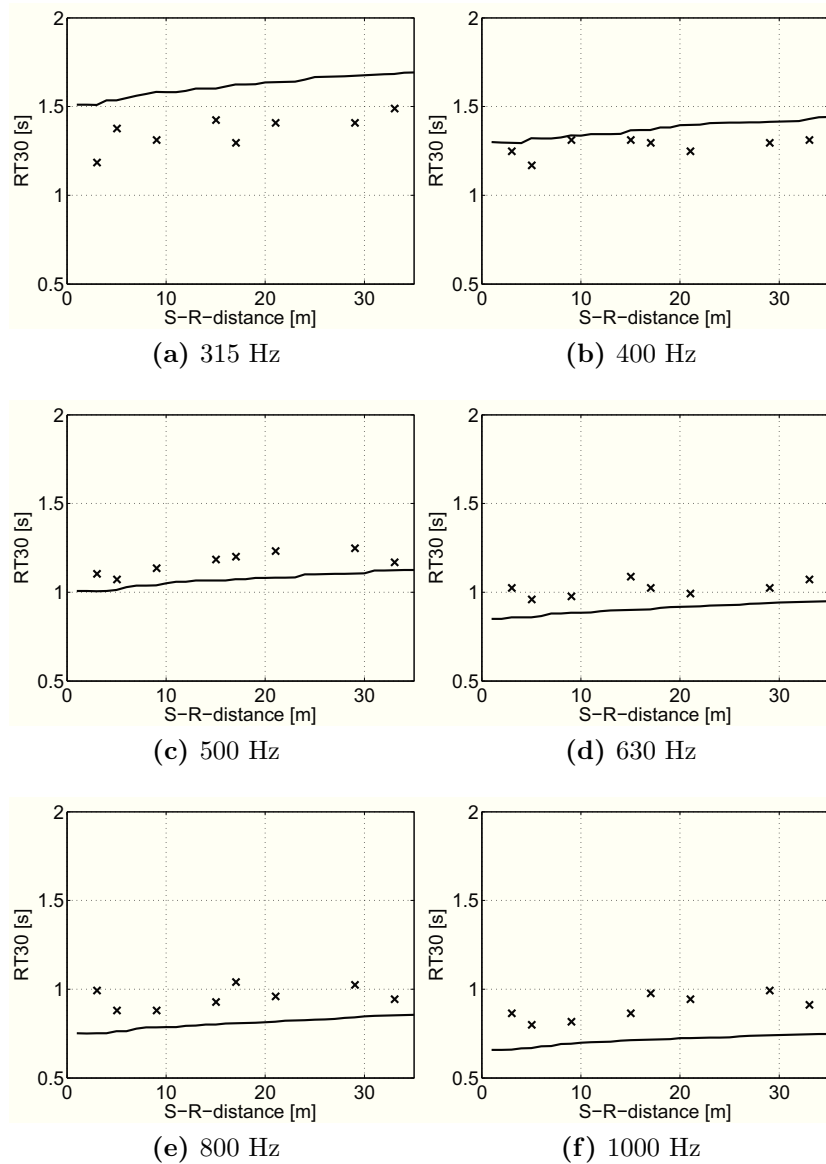 2
1.5
RT30 [s]
1
0.5
0 10 20 30
S−R−distance [m]
(a) 315 Hz
2
1.5
RT30 [s]
1
0.5
0 10 20 30
S−R−distance [m]
(b) 400 Hz
2
1.5
RT30 [s]
1
0.5
0 10 20 30
S−R−distance [m]
(c) 500 Hz
2
1.5
RT30 [s]
1
0.5
0 10 20 30
S−R−distance [m]
(d) 630 Hz
2
1.5
RT30 [s]
1
0.5
0 10 20 30
S−R−distance [m]
(e) 800 Hz
2
1.5
RT30 [s]
1
0.5
0 10 20 30
S−R−distance [m]
(f) 1000 Hz